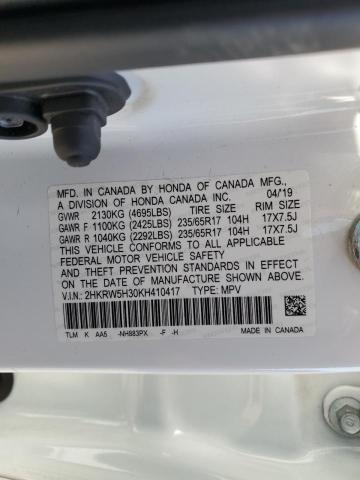 MFD. IN CANADA BY HONDA OF CANADA MFG.,
A DIVISION OF HONDA CANADA INC. 04/19
GVWR 2130KG (4695LBS) TIRE SIZE RIM SIZE
GAWR F 1100KG (2425LBS) 235/65R17 104H 17X7.5J
GAWR R 1040KG (2292LBS) 235/65R17 104H 17X7.5J
THIS VEHICLE CONFORMS TO ALL APPLICABLE
FEDERAL MOTOR VEHICLE SAFETY
AND THEFT PREVENTION STANDARDS IN EFFECT
ON THE DATE OF MANUFACTURE SHOWN ABOVE.
V.I.N: 2HKRW5H30KH410417 TYPE: MPV
TLM K AA5 -NH883PX -F -H MADE IN CANADA